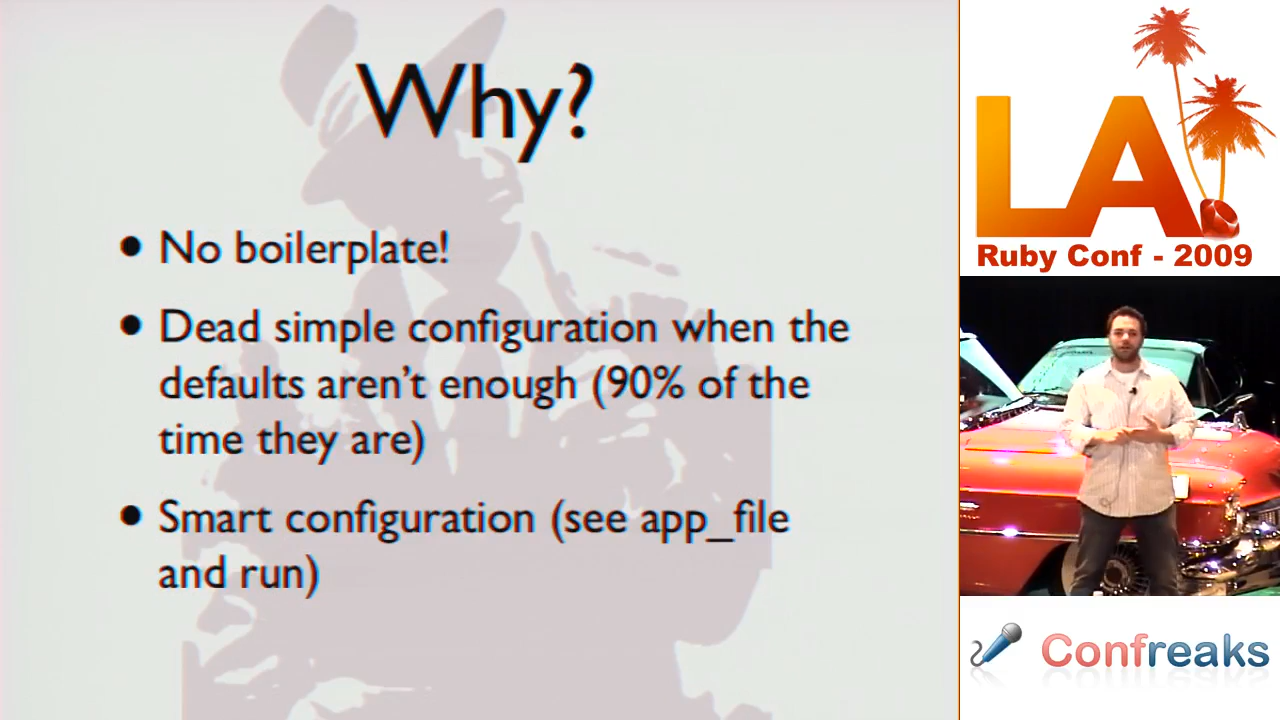 Why?
• No boilerplate!
• Dead simple configuration when the
defaults aren't enough (90% of the
time they are)
• Smart configuration (see app_file
and run)
LA
Ruby Conf - 2009
Confreaks